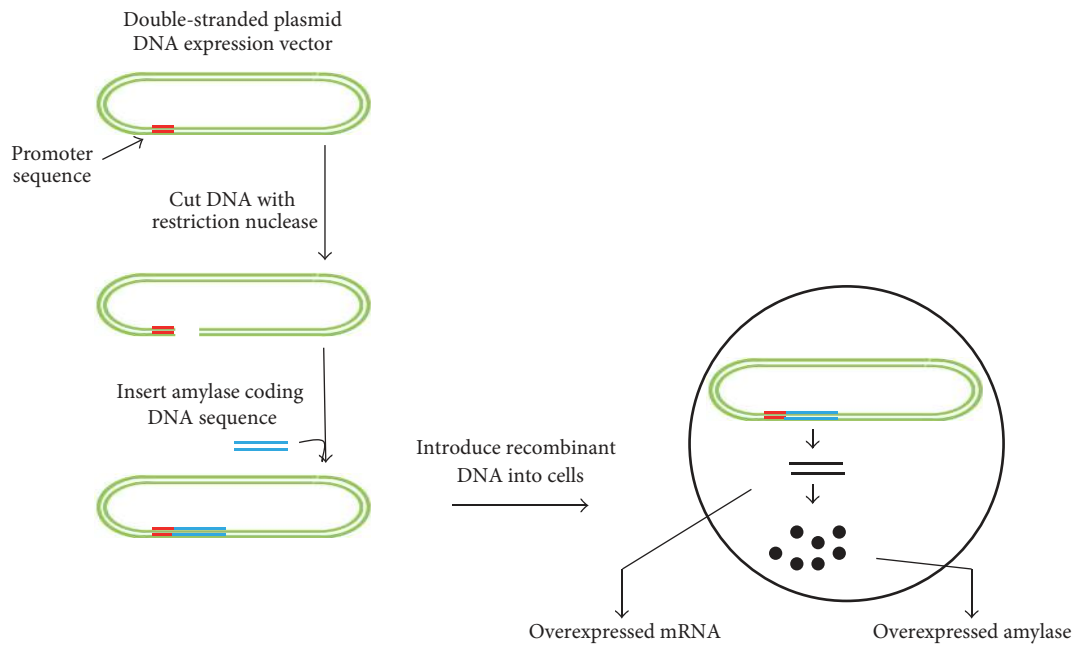 Double-stranded plasmid
DNA expression vector
Promoter
sequence
Cut DNA with
restriction nuclease
Insert amylase coding
DNA sequence
Introduce recombinant
DNA into cells
Overexpressed mRNA
Overexpressed amylase